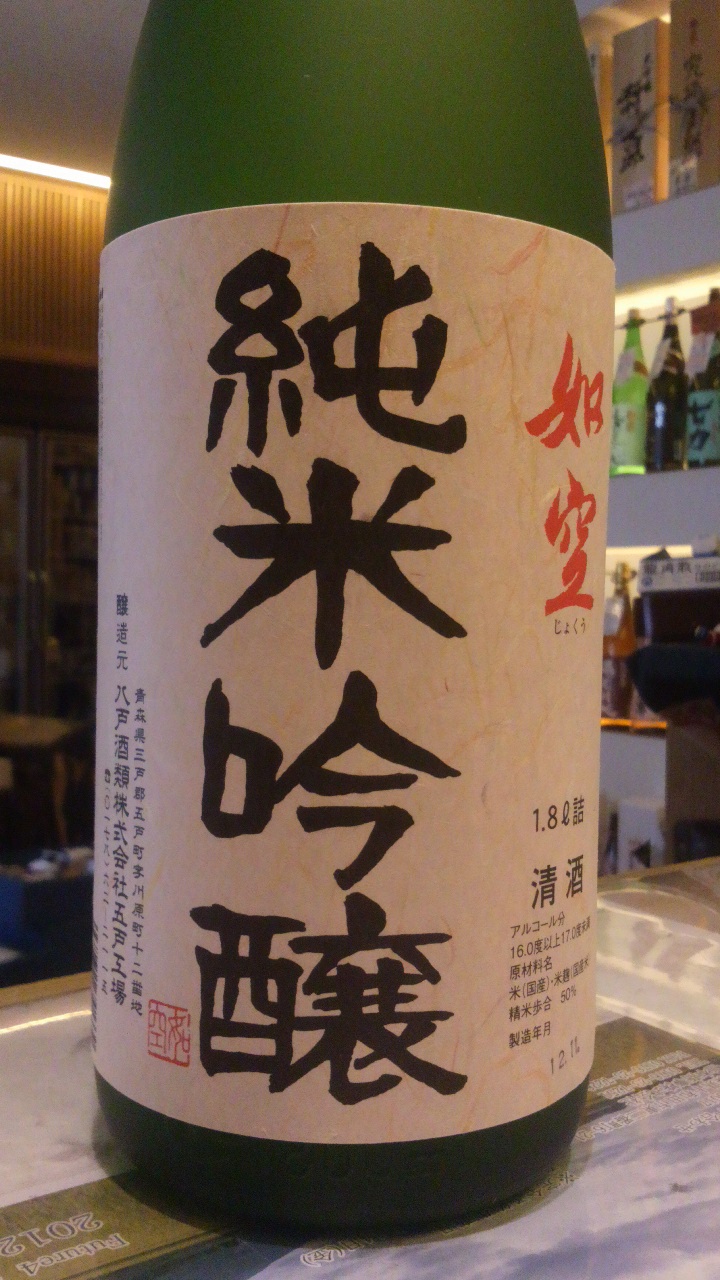 如空
じょくう
純米吟醸
1.8ℓ詰
清酒
アルコール分
16.0度以上17.0度未満
原材料名
米(国産)・米麹(国産米)
精米歩合 50%
製造年月
青森県三戸郡五戸町字川原町十二番地
醸造元 八戸酒類株式会社五戸工場
如空
Future4
2012